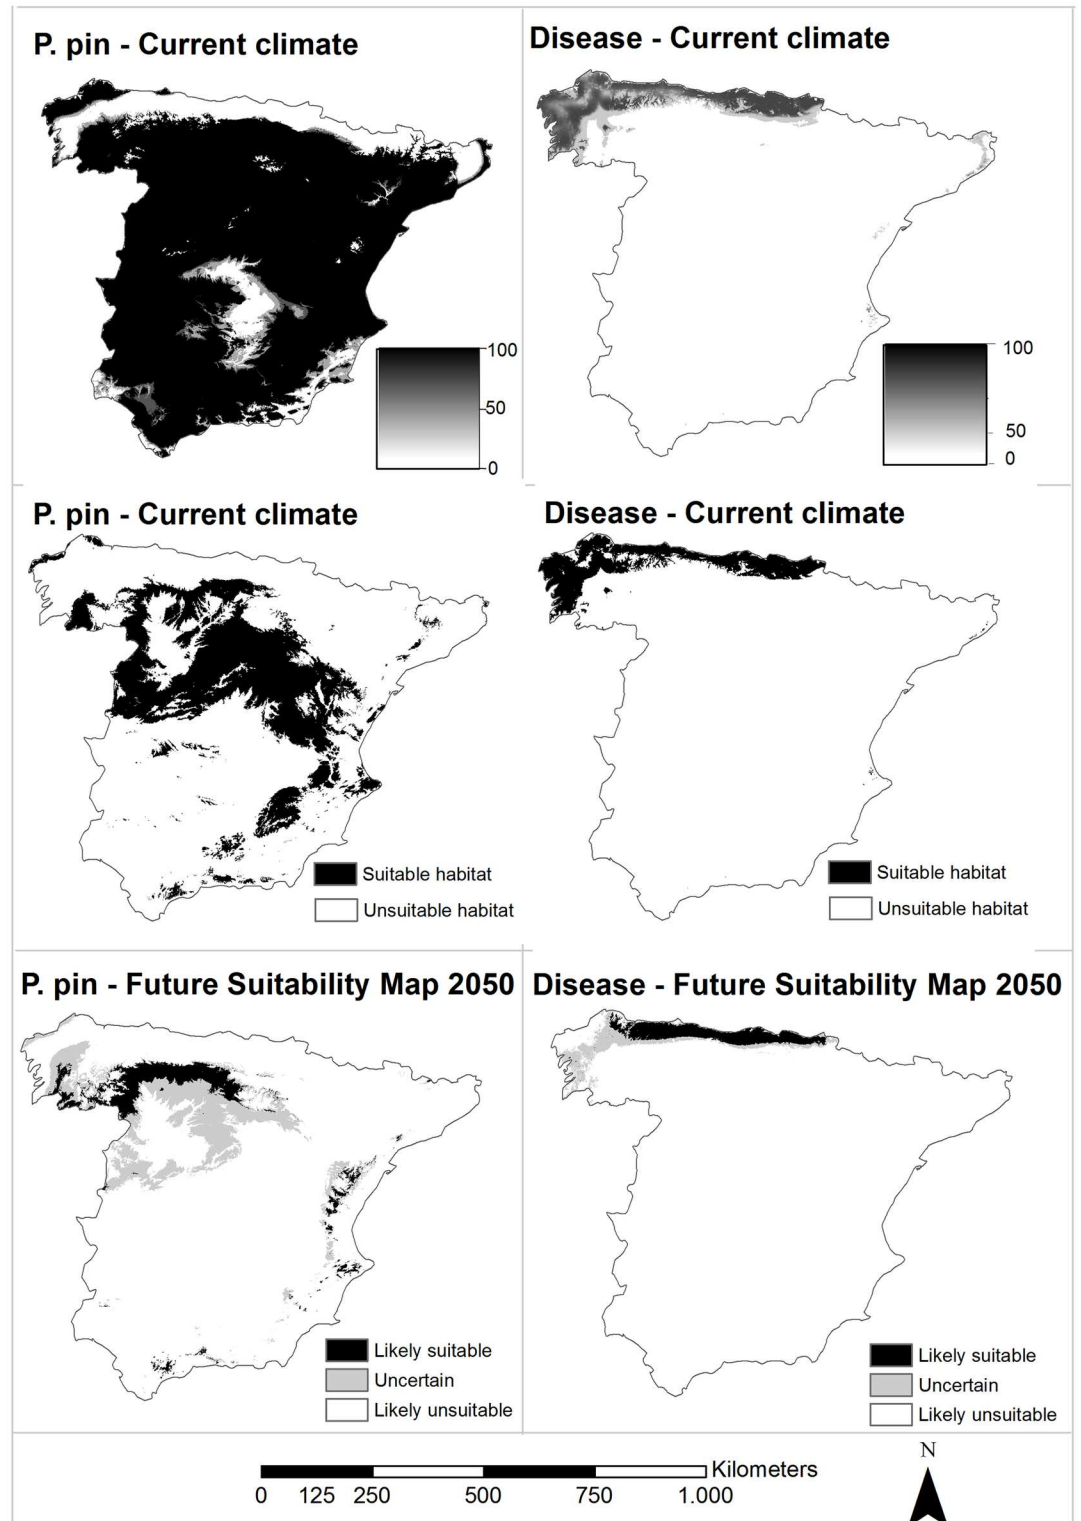 P. pin - Current climate
Disease - Current climate
100
50
0
100
50
0
P. pin - Current climate
Disease - Current climate
Suitable habitat
Unsuitable habitat
Suitable habitat
Unsuitable habitat
P. pin - Future Suitability Map 2050
Disease - Future Suitability Map 2050
Likely suitable
Uncertain
Likely unsuitable
Likely suitable
Uncertain
Likely unsuitable
Kilometers
0 125 250 500 750 1.000
N